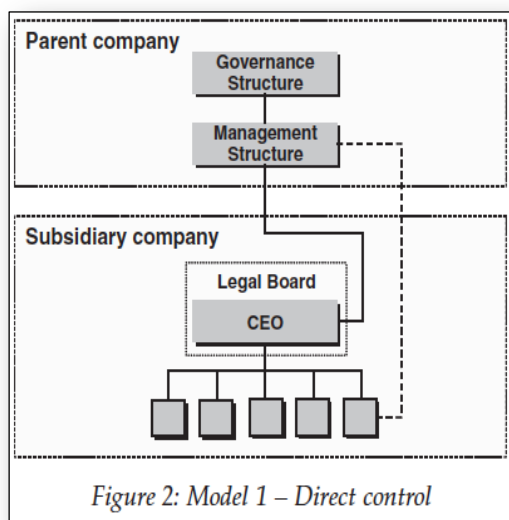 Parent company
Governance
Structure
Management
Structure
Subsidiary company
Legal Board
CEO
Figure 2: Model 1 – Direct control